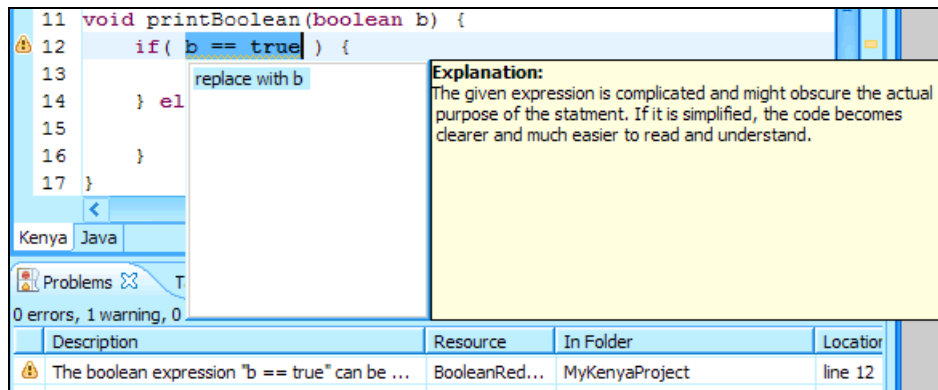 11 void printBoolean(boolean b) {
12 if( b == true ) {
13
14 } el
15
16 }
17 }
replace with b
Explanation:
The given expression is complicated and might obscure the actual
purpose of the statment. If it is simplified, the code becomes
clearer and much easier to read and understand.
Kenya Java
Problems T
0 errors, 1 warning, 0
Description Resource In Folder Location
The boolean expression "b == true" can be ... BooleanRed... MyKenyaProject line 12